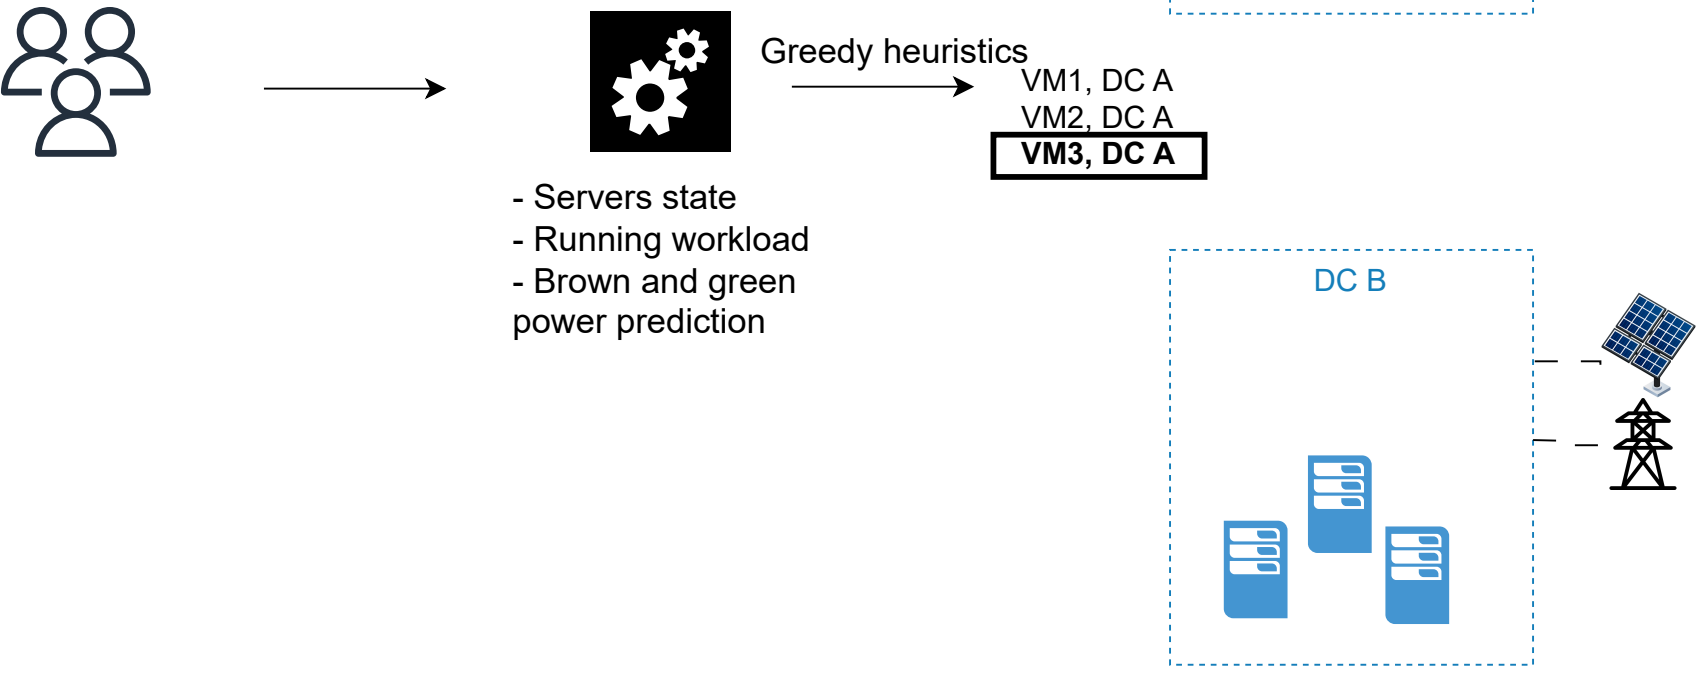 Greedy heuristics
VM1, DC A
VM2, DC A
VM3, DC A
- Servers state
- Running workload
- Brown and green
power prediction
DC B